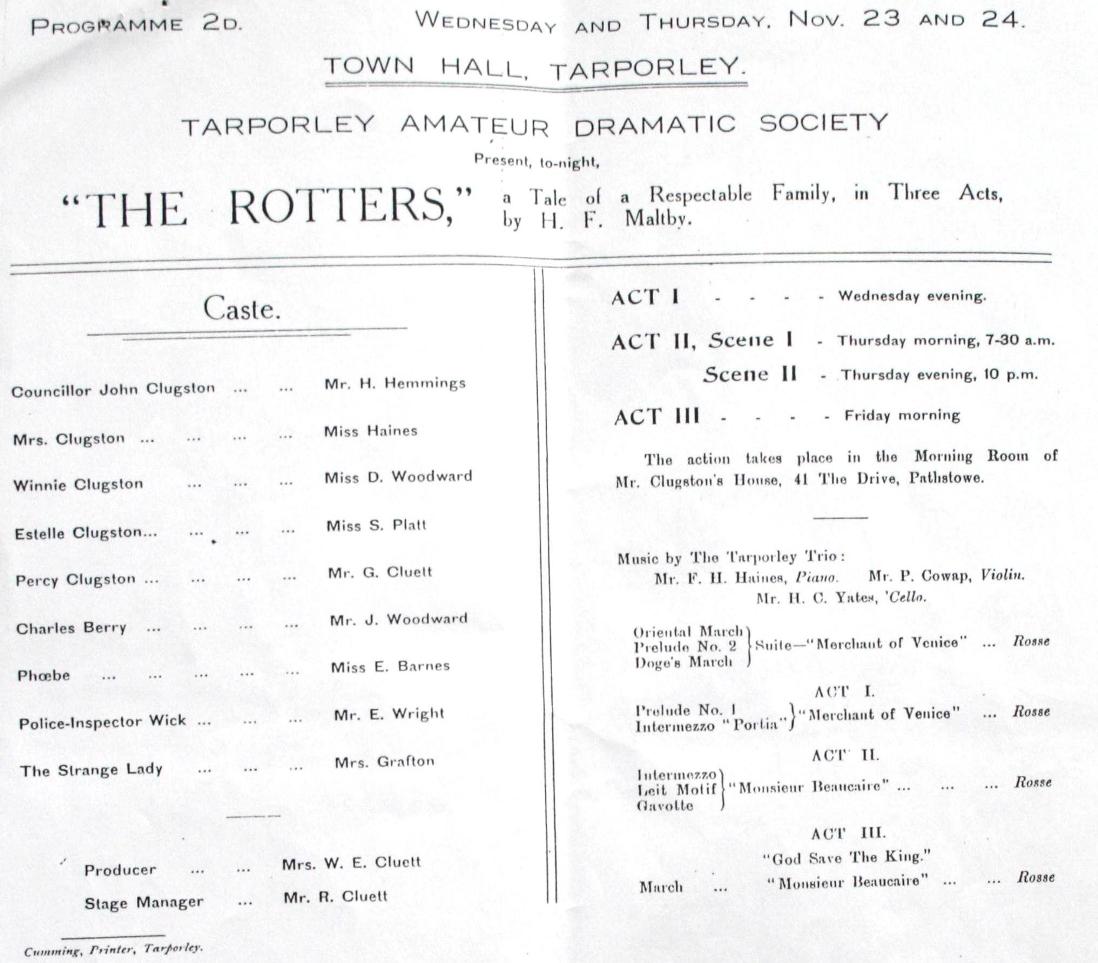 PROGRAMME 2D. WEDNESDAY AND THURSDAY, NOV. 23 AND 24.
TOWN HALL, TARPORLEY.
TARPORLEY AMATEUR DRAMATIC SOCIETY
Present, to-night,
"THE ROTTERS," a Tale of a Respectable Family, in Three Acts,
by H. F. Maltby.
Caste.
Councillor John Clugston ... ... Mr. H. Hemmings
Mrs. Clugston ... ... ... ... Miss Haines
Winnie Clugston ... ... ... Miss D. Woodward
Estelle Clugston... ... ... ... Miss S. Platt
Percy Clugston ... ... ... ... Mr. G. Cluett
Charles Berry ... ... ... ... Mr. J. Woodward
Phœbe ... ... ... ... ... Miss E. Barnes
Police-Inspector Wick ... ... ... Mr. E. Wright
The Strange Lady ... ... ... Mrs. Grafton
Producer ... ... Mrs. W. E. Cluett
Stage Manager ... Mr. R. Cluett
Cumming, Printer, Tarporley.
ACT I - - - - Wednesday evening.
ACT II, Scene I - Thursday morning, 7-30 a.m.
Scene II - Thursday evening, 10 p.m.
ACT III - - - - Friday morning
The action takes place in the Morning Room of
Mr. Clugston's House, 41 The Drive, Pathstowe.
Music by The Tarporley Trio:
Mr. F. H. Haines, Piano. Mr. P. Cowap, Violin.
Mr. H. C. Yates, 'Cello.
Oriental March
Prelude No. 2 } Suite—"Merchant of Venice" ... Rosse
Doge's March
ACT I.
Prelude No. 1
Intermezzo "Portia" } "Merchant of Venice" ... Rosse
ACT II.
Intermezzo
Leit Motif } "Monsieur Beaucaire" ... ... ... Rosse
Gavotte
ACT III.
"God Save The King."
March ... "Monsieur Beaucaire" ... ... Rosse